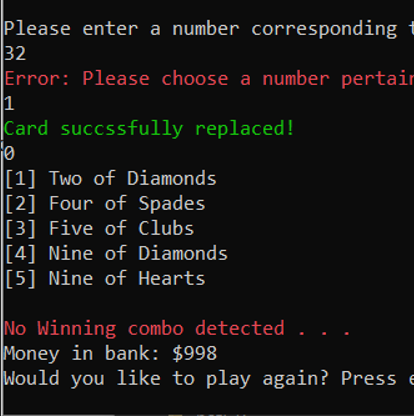 Please enter a number corresponding
32
Error: Please choose a number
1
Card succssfully replaced!
0
[1] Two of Diamonds
[2] Four of Spades
[3] Five of Clubs
[4] Nine of Diamonds
[5] Nine of Hearts
No Winning combo detected . . .
Money in bank: $998
Would you like to play again? Press